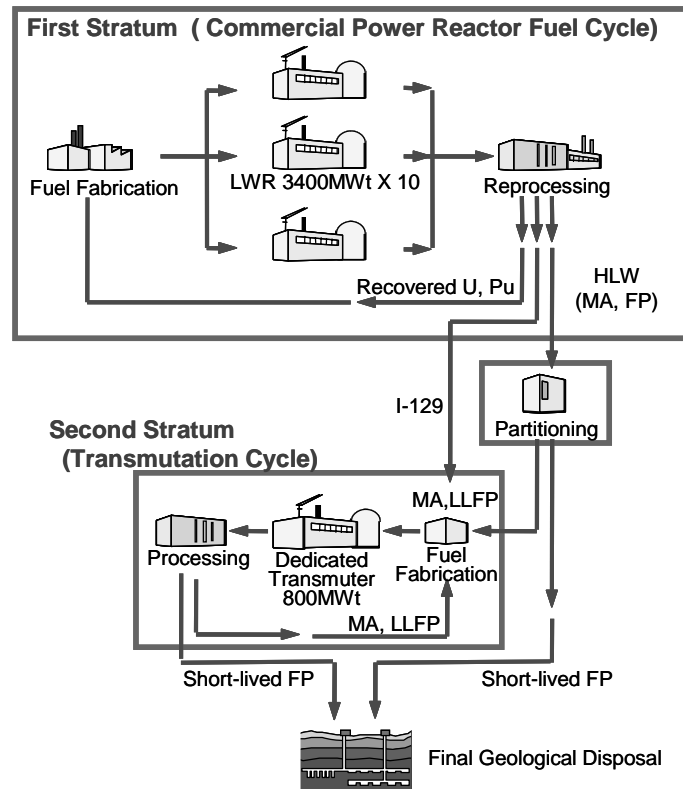 First Stratum ( Commercial Power Reactor Fuel Cycle)
Fuel Fabrication
LWR 3400MWt X 10
Reprocessing
Recovered U, Pu
HLW
(MA, FP)
I-129
Partitioning
Second Stratum
(Transmutation Cycle)
MA,LLFP
Processing
Dedicated
Transmuter
800MWt
Fuel
Fabrication
MA, LLFP
Short-lived FP
Short-lived FP
Final Geological Disposal